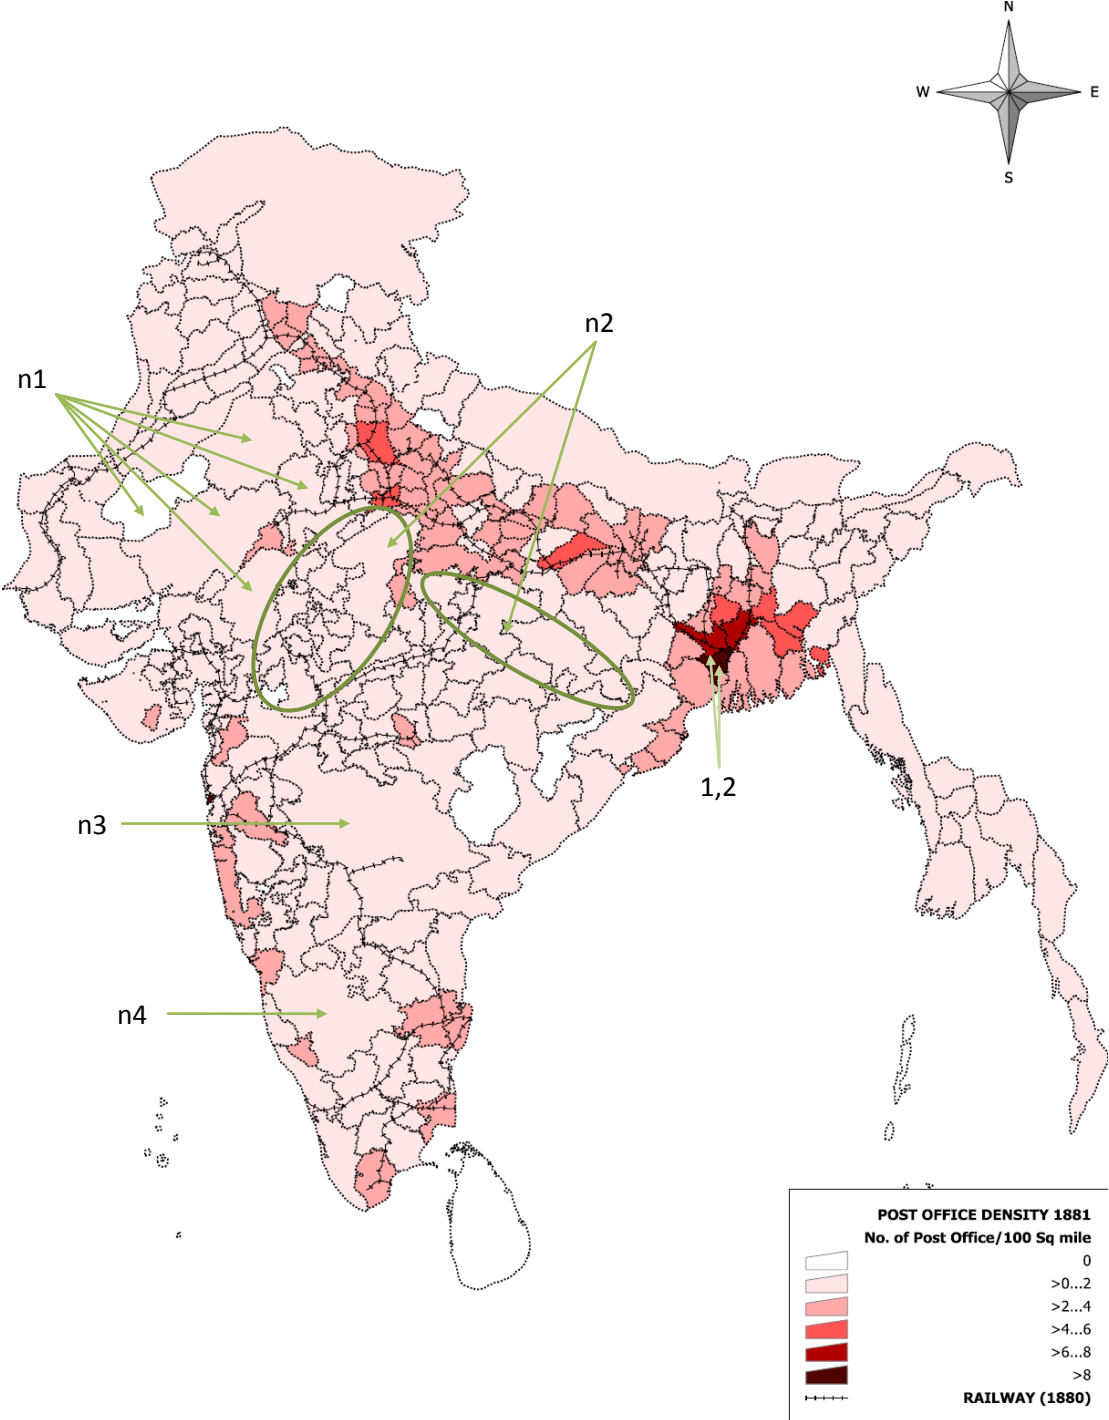 N
W
E
S
n2
n1
1,2
n3
n4
POST OFFICE DENSITY 1881
No. of Post Office/100 Sq mile
0
>0...2
>2...4
>4...6
>6...8
>8
RAILWAY (1880)